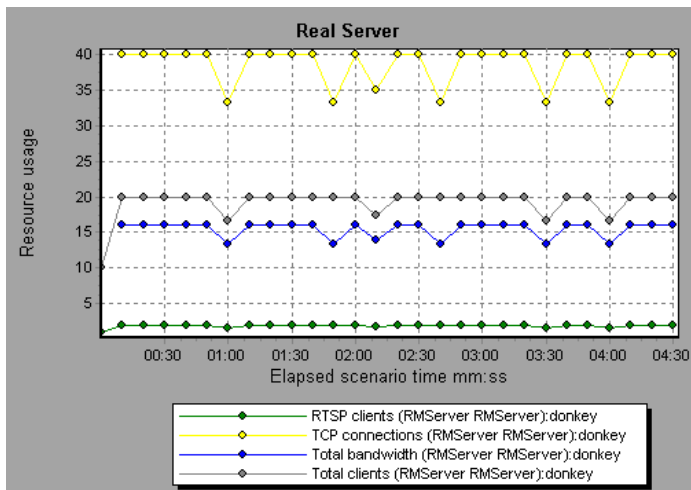 Real Server
Resource usage
40
35
30
25
20
15
10
5
00:30 01:00 01:30 02:00 02:30 03:00 03:30 04:00 04:30
Elapsed scenario time mm:ss
RTSP clients (RMServer RMServer):donkey
TCP connections (RMServer RMServer):donkey
Total bandwidth (RMServer RMServer):donkey
Total clients (RMServer RMServer):donkey